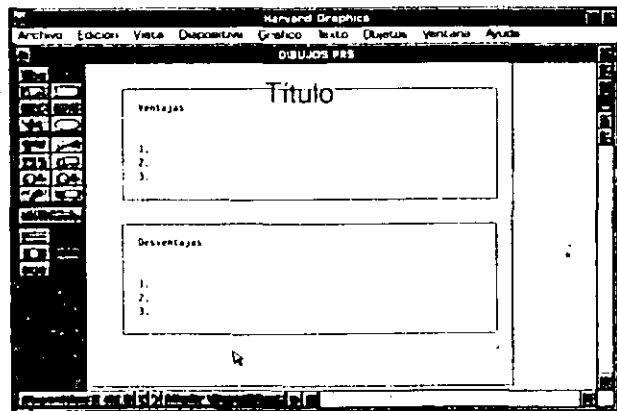 Harvard Graphics
Archivo Edición Vista Diapositiva Gráfico Texto Objetos Ventana Ayuda
DIBUJOS.PRS
Título
Ventajas
1.
2.
3.
Desventajas
1.
2.
3.